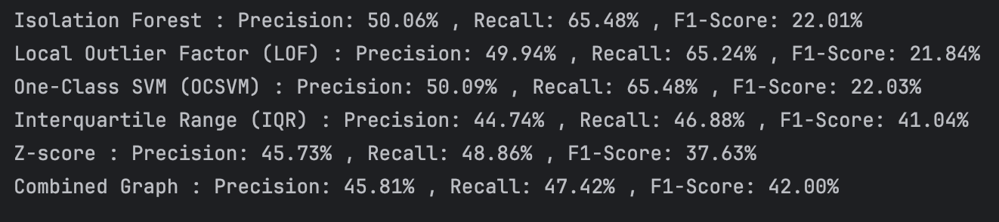 Isolation Forest : Precision: 50.06% , Recall: 65.48% , F1-Score: 22.01%
Local Outlier Factor (LOF) : Precision: 49.94% , Recall: 65.24% , F1-Score: 21.84%
One-Class SVM (OCSVM) : Precision: 50.09% , Recall: 65.48% , F1-Score: 22.03%
Interquartile Range (IQR) : Precision: 44.74% , Recall: 46.88% , F1-Score: 41.04%
Z-score : Precision: 45.73% , Recall: 48.86% , F1-Score: 37.63%
Combined Graph : Precision: 45.81% , Recall: 47.42% , F1-Score: 42.00%